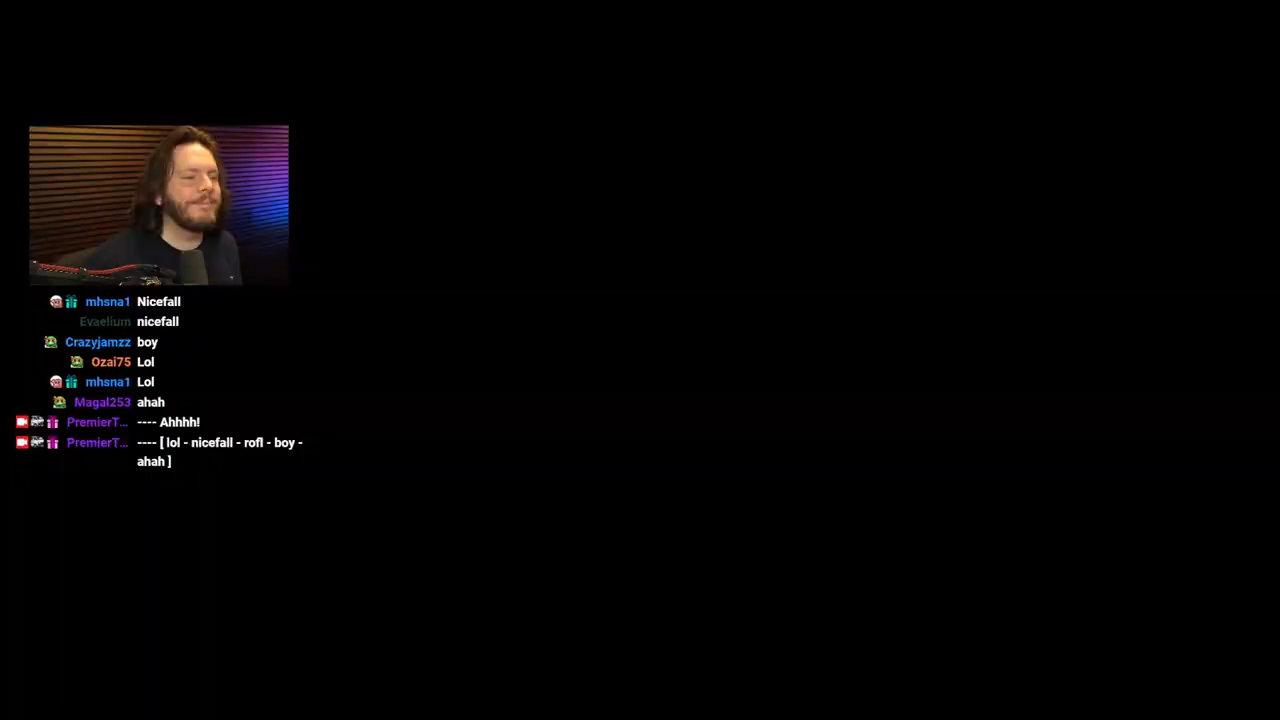 mhsna1 Nicefall
Evaelium nicefall
Crazyjamzz boy
Ozai75 Lol
mhsna1 Lol
Magal253 ahah
PremierT... ---- Ahhhh!
PremierT... ---- [ lol - nicefall - rofl - boy -
ahah ]